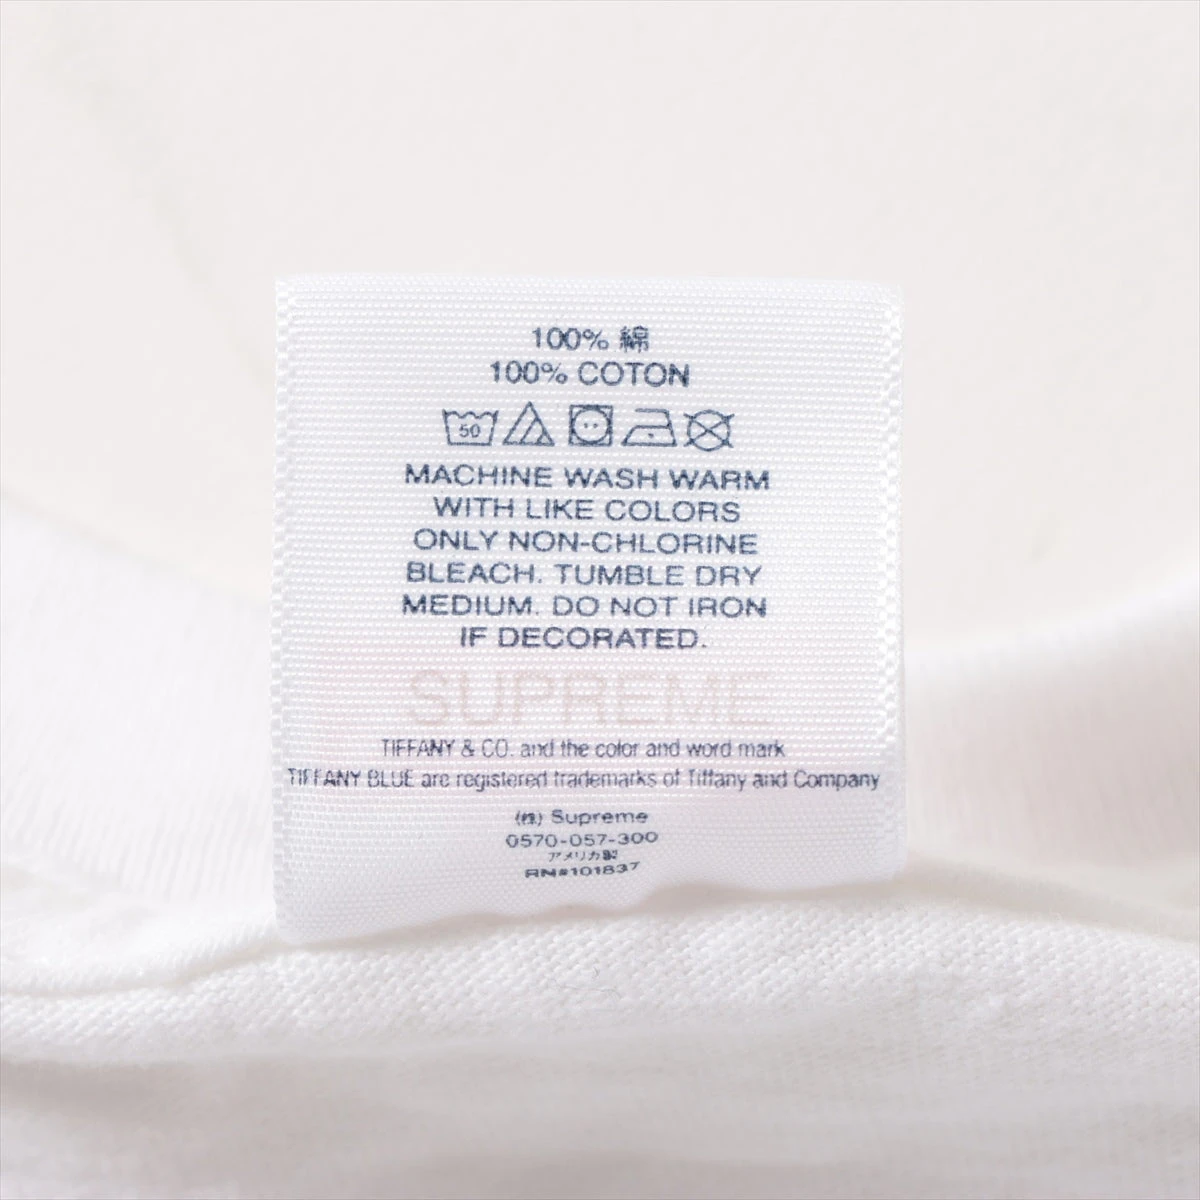 100% 綿
100% COTON
50
MACHINE WASH WARM
WITH LIKE COLORS
ONLY NON-CHLORINE
BLEACH. TUMBLE DRY
MEDIUM. DO NOT IRON
IF DECORATED.
SUPREME
TIFFANY & CO. and the color and word mark
TIFFANY BLUE are registered trademarks of Tiffany and Company
(株) Supreme
0570-057-300
アメリカ製
RN#101837